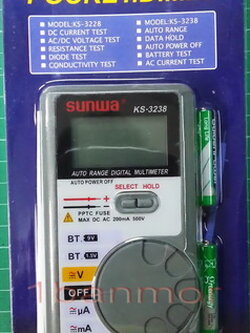 • MODEL:KS-3228
• DC CURRENT TEST
• AC/DC VOLTAGE TEST
• RESISTANCE TEST
• DIODE TEST
• CONDUCTIVITY TEST
• MODEL:KS-3238
• AUTO RANGE
• DATA HOLD
• AUTO POWER OFF
• BATTERY TEST
• AC CURRENT TEST
sunwa
KS-3238
AUTO RANGE DIGITAL MULTIMETER
AUTO POWER OFF
SELECT HOLD
PPTC FUSE
MAX DC AC 200mA 500V
BT. 9V
BT. 1.5V
V
OFF
µA
mA